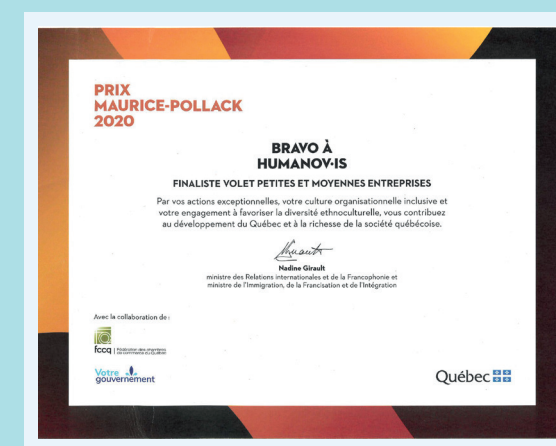 PRIX
MAURICE-POLLACK
2020
BRAVO À
HUMANOV·IS
FINALISTE VOLET PETITES ET MOYENNES ENTREPRISES
Par vos actions exceptionnelles, votre culture organisationnelle inclusive et
votre engagement à favoriser la diversité ethnoculturelle, vous contribuez
au développement du Québec et à la richesse de la société québécoise.
Nadine Girault
ministre des Relations internationales et de la Francophonie et
ministre de l'Immigration, de la Francisation et de l'Intégration
Avec la collaboration de :
fccq Fédération des chambres
de commerce du Québec
Votre
gouvernement
Québec